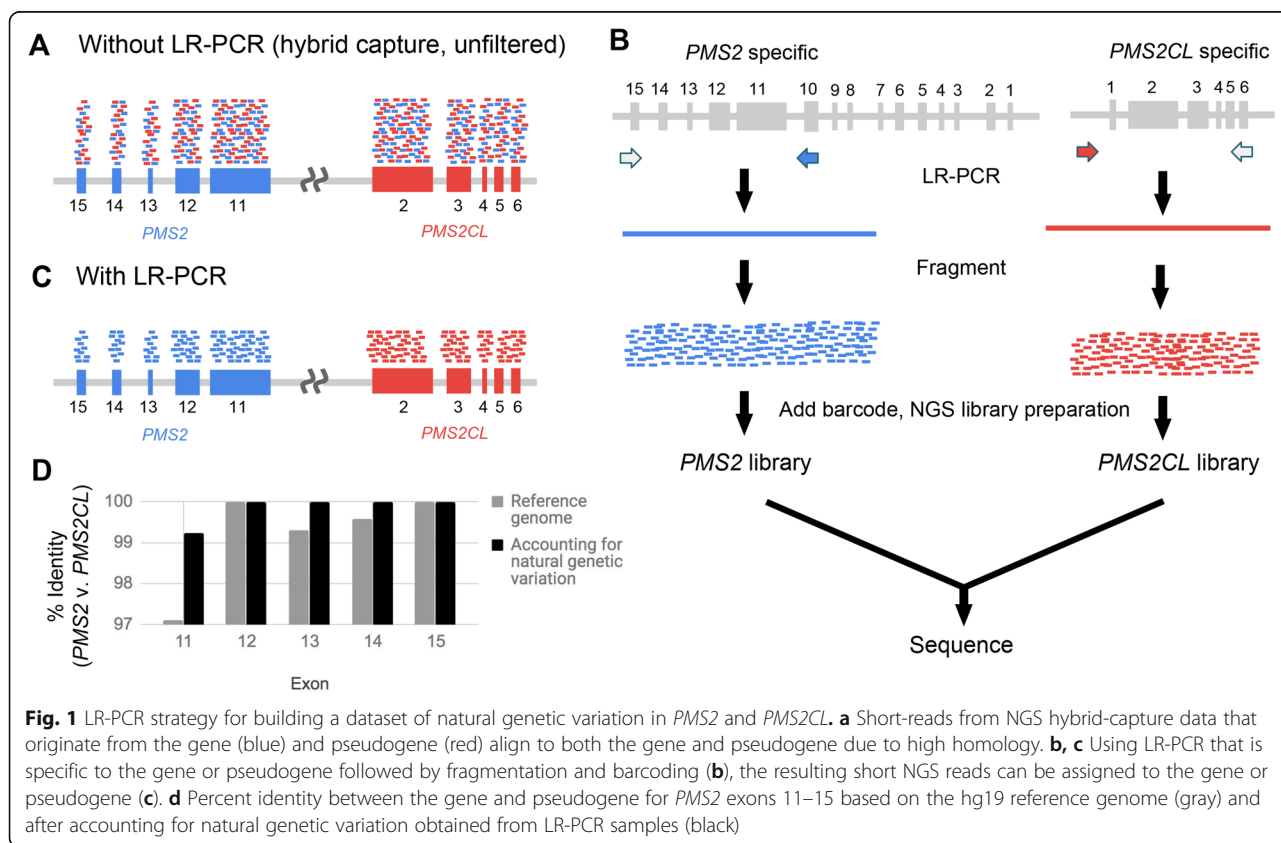 A Without LR-PCR (hybrid capture, unfiltered)
15 14 13 12 11 2 3 4 5 6
PMS2 PMS2CL
B
PMS2 specific PMS2CL specific
15 14 13 12 11 10 9 8 7 6 5 4 3 2 1
1 2 3 4 5 6
LR-PCR
Fragment
Add barcode, NGS library preparation
PMS2 library PMS2CL library
Sequence
C With LR-PCR
15 14 13 12 11 2 3 4 5 6
PMS2 PMS2CL
D
% Identity
(PMS2 v. PMS2CL)
100
99
98
97
11 12 13 14 15
Exon
Reference
genome
Accounting for
natural genetic
variation
Fig. 1 LR-PCR strategy for building a dataset of natural genetic variation in PMS2 and PMS2CL. a Short-reads from NGS hybrid-capture data that
originate from the gene (blue) and pseudogene (red) align to both the gene and pseudogene due to high homology. b, c Using LR-PCR that is
specific to the gene or pseudogene followed by fragmentation and barcoding (b), the resulting short NGS reads can be assigned to the gene or
pseudogene (c). d Percent identity between the gene and pseudogene for PMS2 exons 11–15 based on the hg19 reference genome (gray) and
after accounting for natural genetic variation obtained from LR-PCR samples (black)